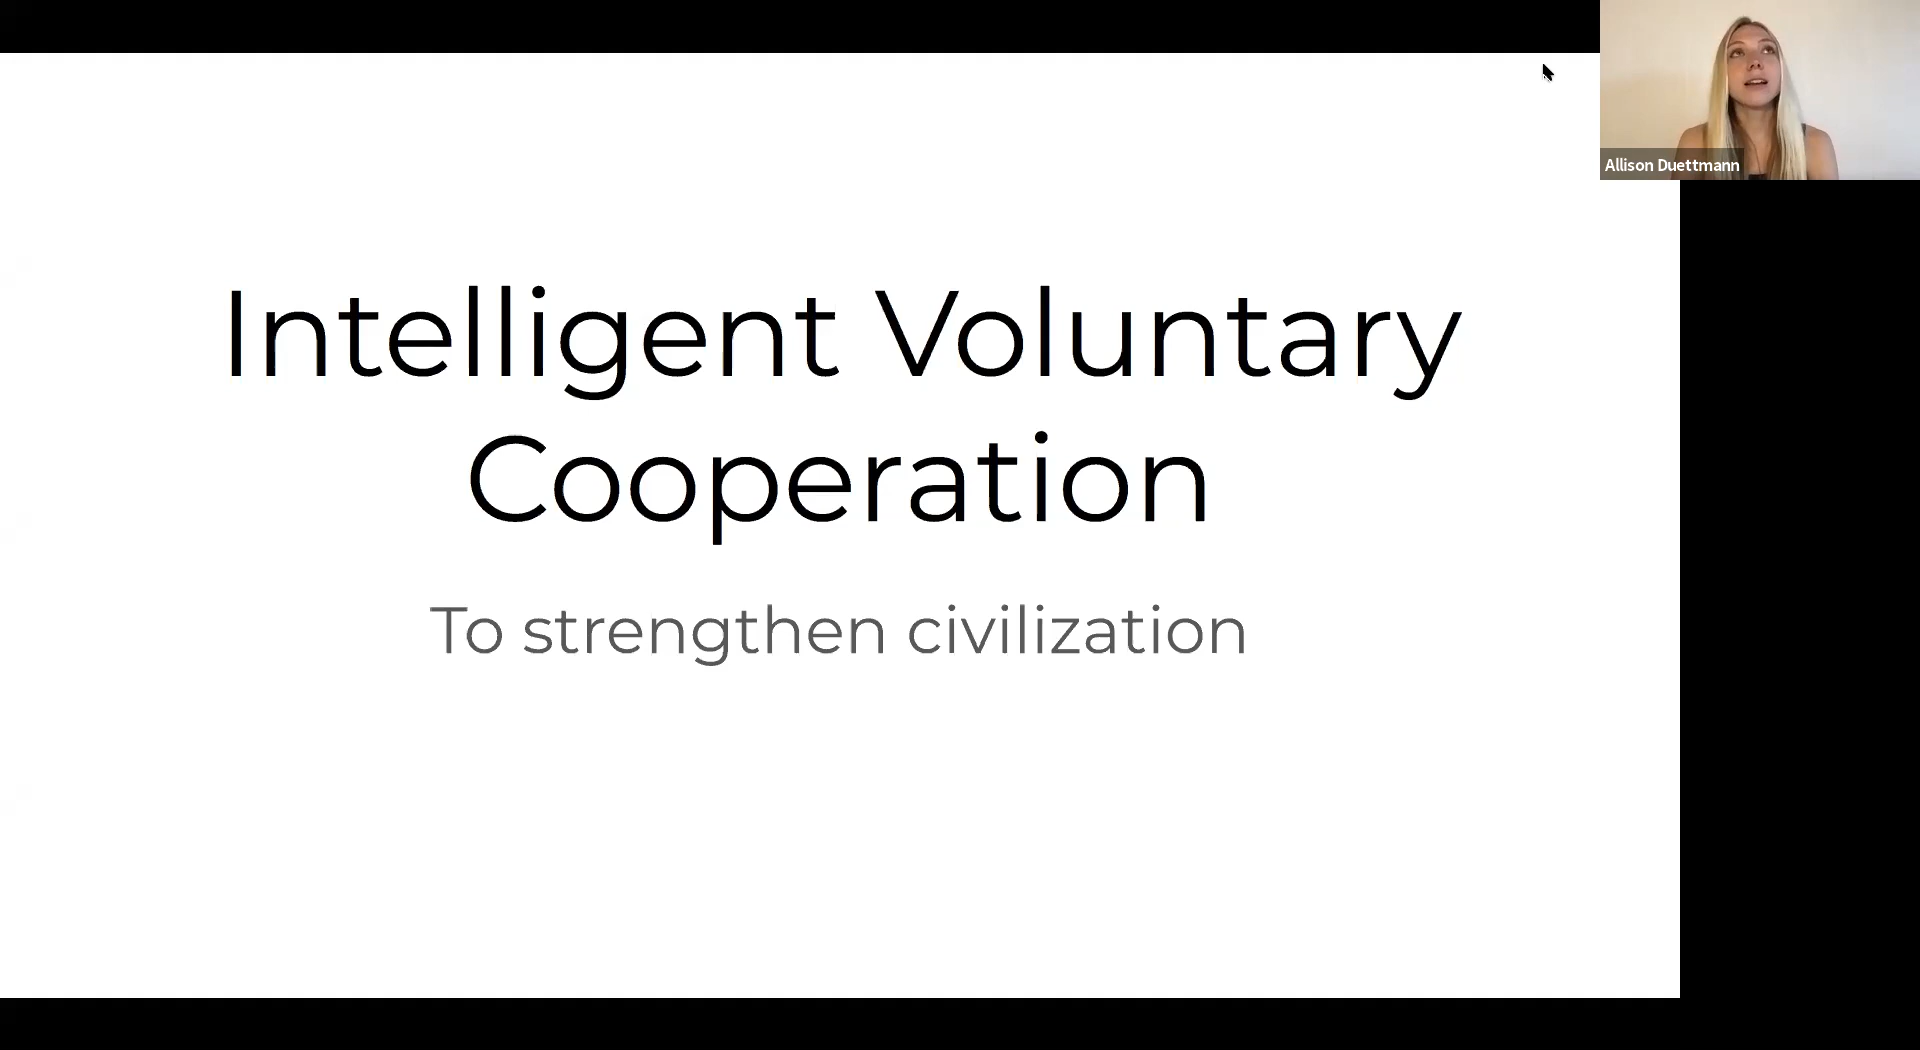 Intelligent Voluntary
Cooperation
To strengthen civilization
Allison Duettmann